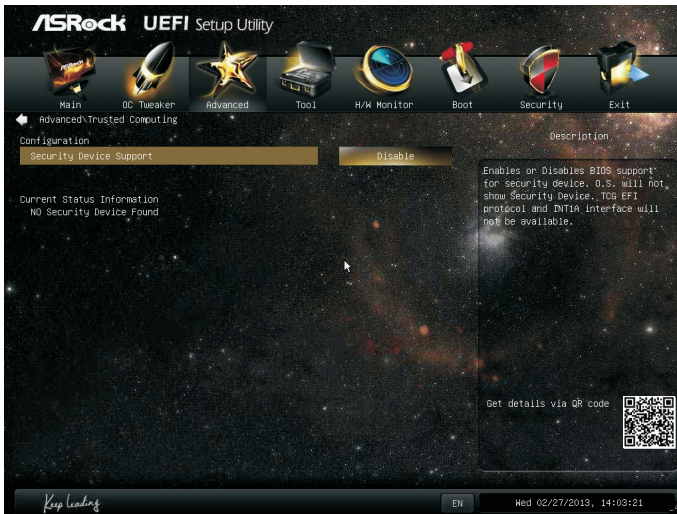 ASRock UEFI Setup Utility
Main OC Tweaker Advanced Tool H/W Monitor Boot Security Exit
Advanced\Trusted Computing
Configuration
Security Device Support Disable
Current Status Information
NO Security Device Found
Description
Enables or Disables BIOS support
for security device. O.S. will not
show Security Device. TCG EFI
protocol and INT1A interface will
not be available.
Get details via QR code
Keep Leading
EN Wed 02/27/2013, 14:03:21